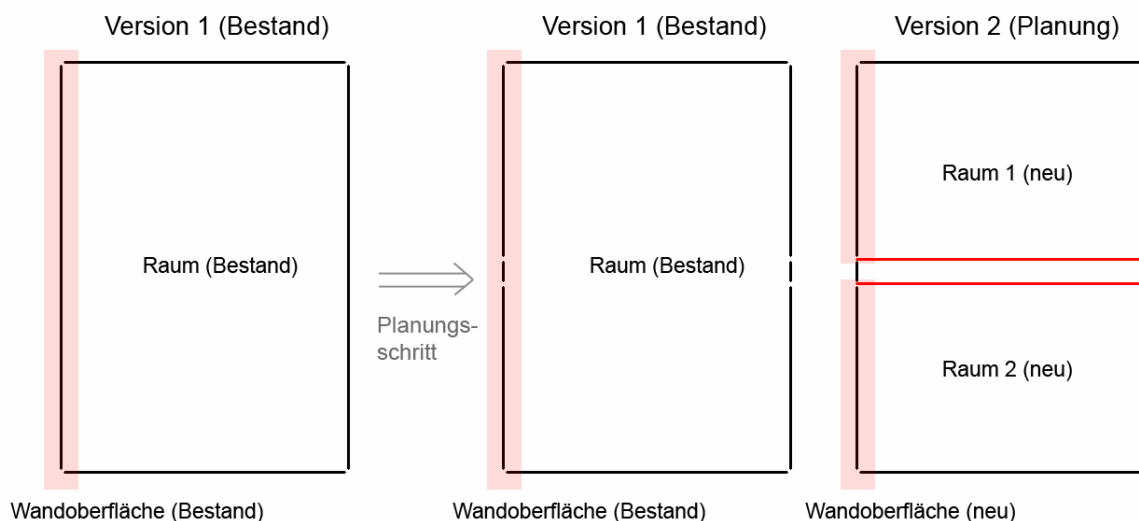 Version 1 (Bestand)
Version 1 (Bestand)
Version 2 (Planung)
Raum 1 (neu)
Raum (Bestand)
Raum (Bestand)
Planungs-
schritt
Raum 2 (neu)
Wandoberfläche (Bestand)
Wandoberfläche (Bestand)
Wandoberfläche (neu)